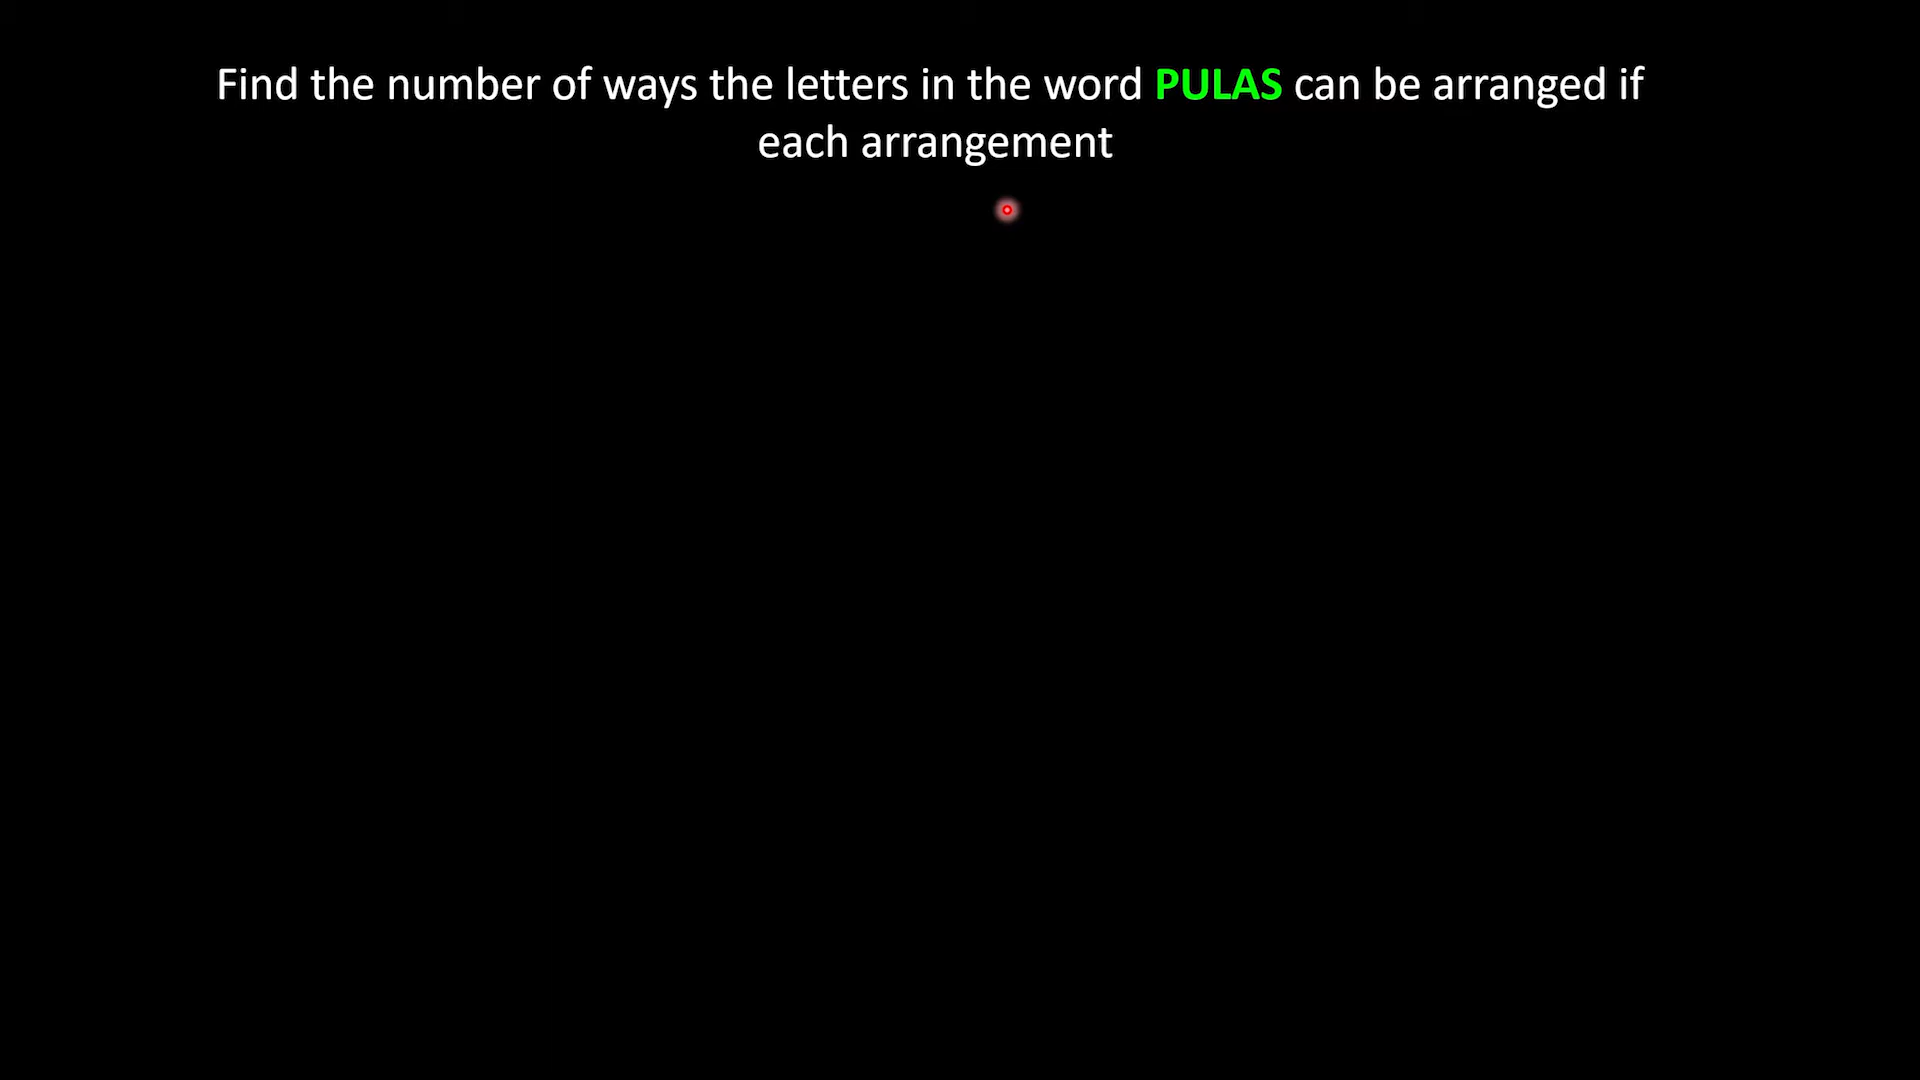 Find the number of ways the letters in the word PULAS can be arranged if
each arrangement